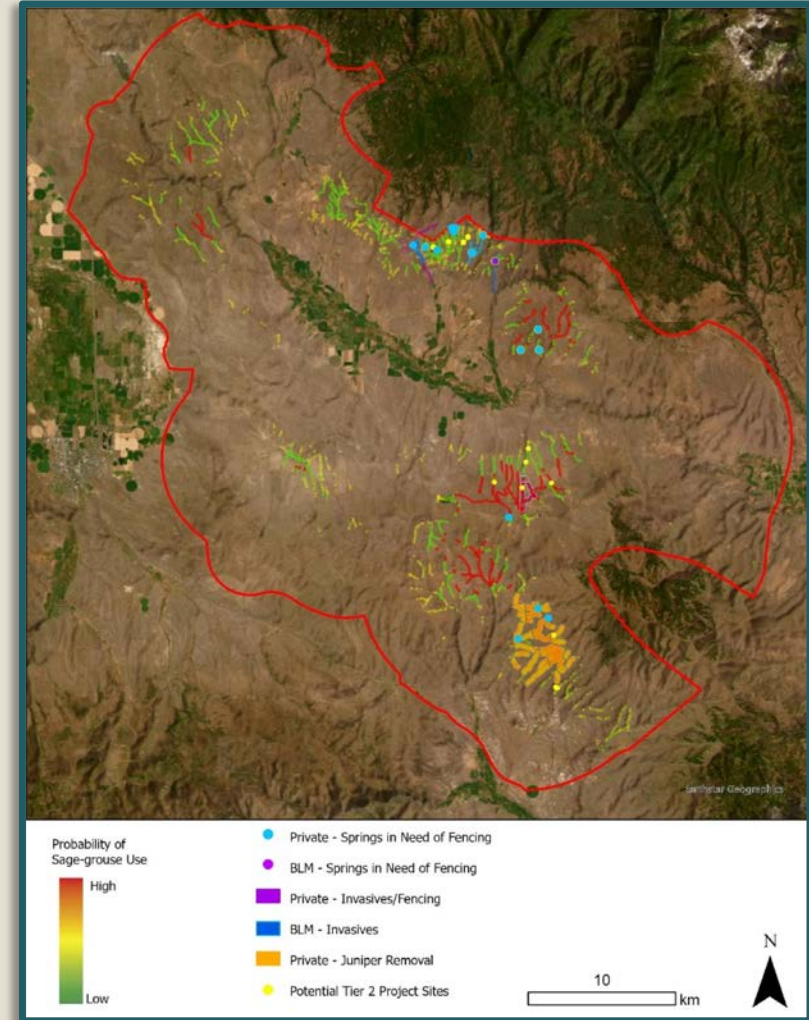 Earthstar Geographics
Probability of
Sage-grouse Use
High
Low
Private - Springs in Need of Fencing
BLM - Springs in Need of Fencing
Private - Invasives/Fencing
BLM - Invasives
Private - Juniper Removal
Potential Tier 2 Project Sites
10
km
N